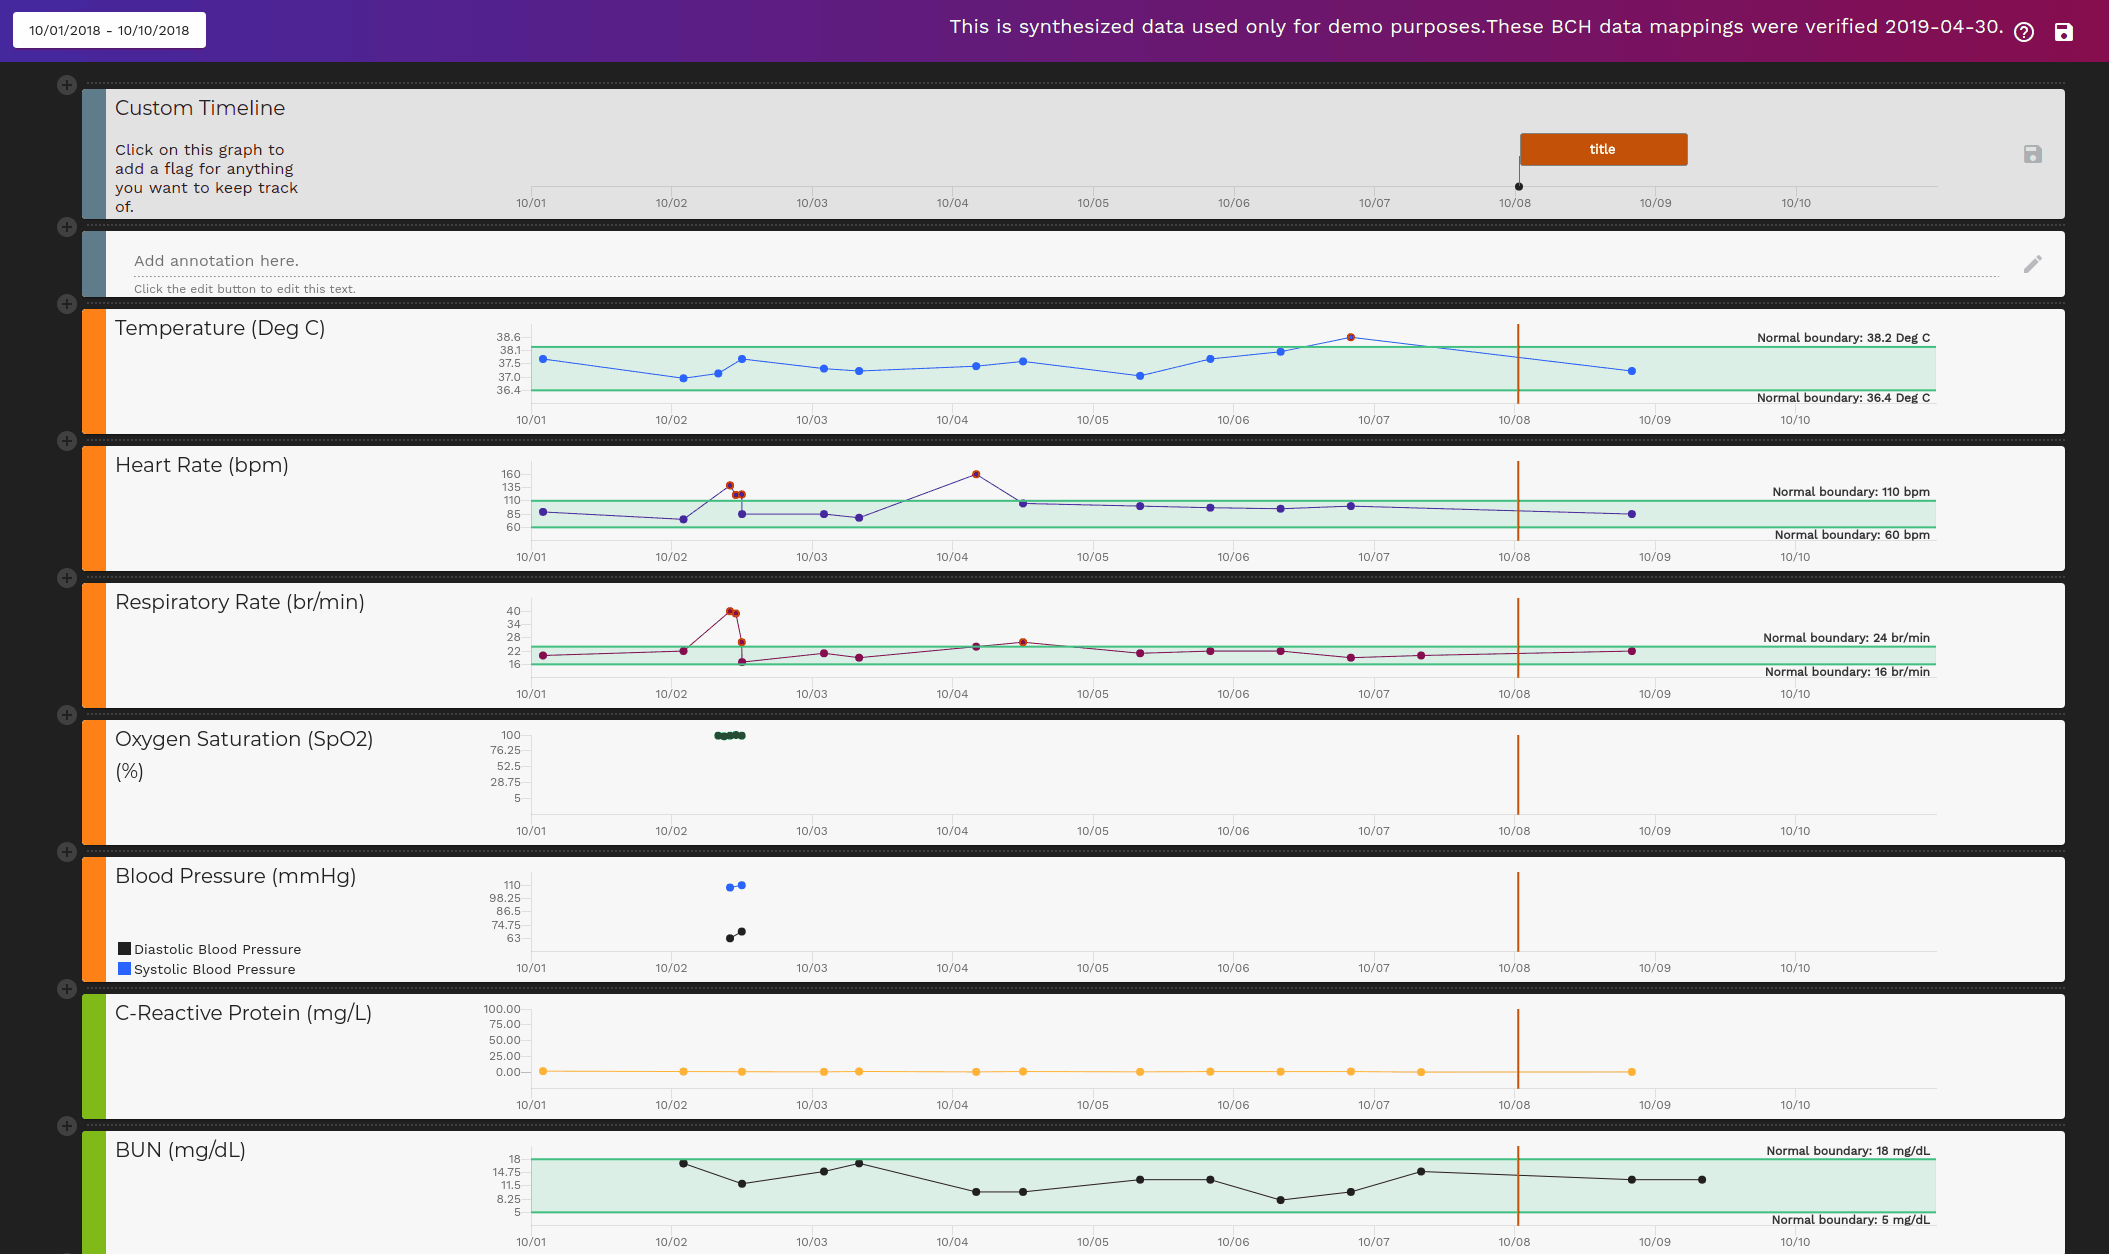 10/01/2018 - 10/10/2018
This is synthesized data used only for demo purposes.These BCH data mappings were verified 2019-04-30.
Custom Timeline
Click on this graph to
add a flag for anything
you want to keep track
of.
title
10/01 10/02 10/03 10/04 10/05 10/06 10/07 10/08 10/09 10/10
Add annotation here.
Click the edit button to edit this text.
Temperature (Deg C)
38.6
38.1
37.5
37.0
36.4
Normal boundary: 38.2 Deg C
Normal boundary: 36.4 Deg C
10/01 10/02 10/03 10/04 10/05 10/06 10/07 10/08 10/09 10/10
Heart Rate (bpm)
160
135
110
85
60
Normal boundary: 110 bpm
Normal boundary: 60 bpm
10/01 10/02 10/03 10/04 10/05 10/06 10/07 10/08 10/09 10/10
Respiratory Rate (br/min)
40
34
28
22
16
Normal boundary: 24 br/min
Normal boundary: 16 br/min
10/01 10/02 10/03 10/04 10/05 10/06 10/07 10/08 10/09 10/10
Oxygen Saturation (SpO2)
(%)
100
76.25
52.5
28.75
5
10/01 10/02 10/03 10/04 10/05 10/06 10/07 10/08 10/09 10/10
Blood Pressure (mmHg)
Diastolic Blood Pressure
Systolic Blood Pressure
110
98.25
86.5
74.75
63
10/01 10/02 10/03 10/04 10/05 10/06 10/07 10/08 10/09 10/10
C-Reactive Protein (mg/L)
100.00
75.00
50.00
25.00
0.00
10/01 10/02 10/03 10/04 10/05 10/06 10/07 10/08 10/09 10/10
BUN (mg/dL)
18
14.75
11.5
8.25
5
Normal boundary: 18 mg/dL
Normal boundary: 5 mg/dL
10/01 10/02 10/03 10/04 10/05 10/06 10/07 10/08 10/09 10/10